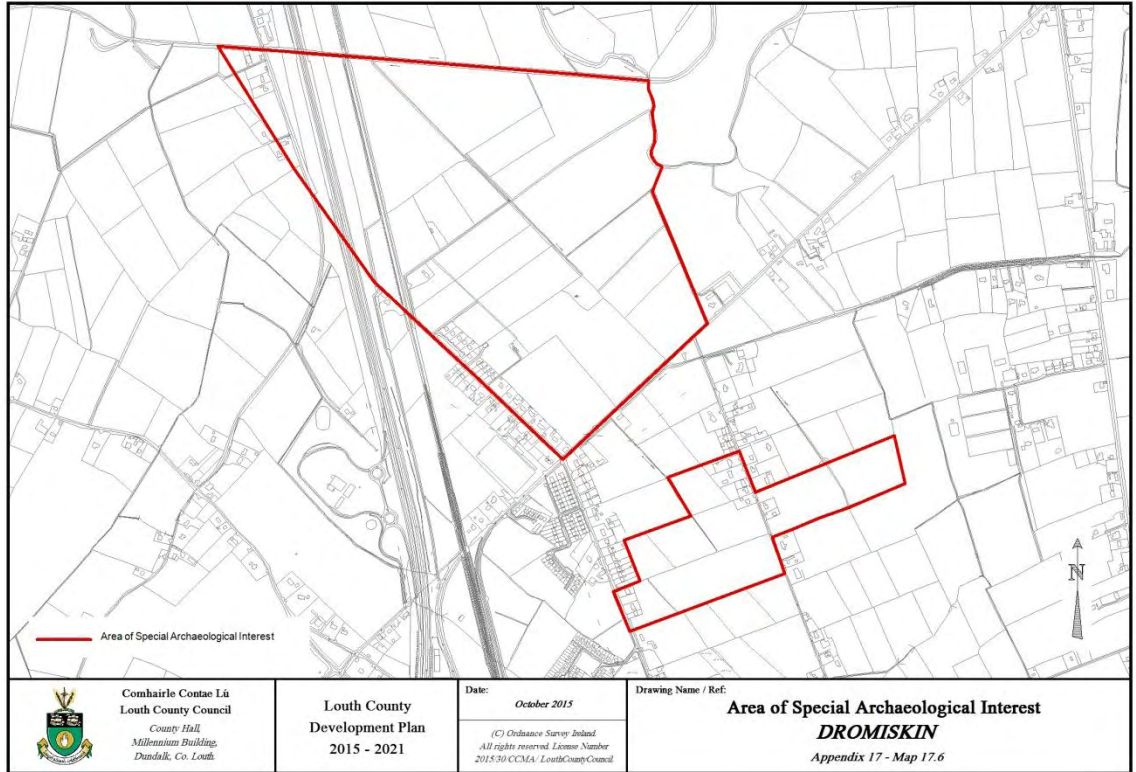 N
Area of Special Archaeological Interest
Comhairle Contae Lú
Louth County Council
County Hall,
Millennium Building,
Dundalk, Co. Louth.
Louth County
Development Plan
2015 - 2021
Date:
October 2015
(C) Ordnance Survey Ireland.
All rights reserved. License Number
2015/30/CCMA/ LouthCountyCouncil.
Drawing Name / Ref:
Area of Special Archaeological Interest
DROMISKIN
Appendix 17 - Map 17.6